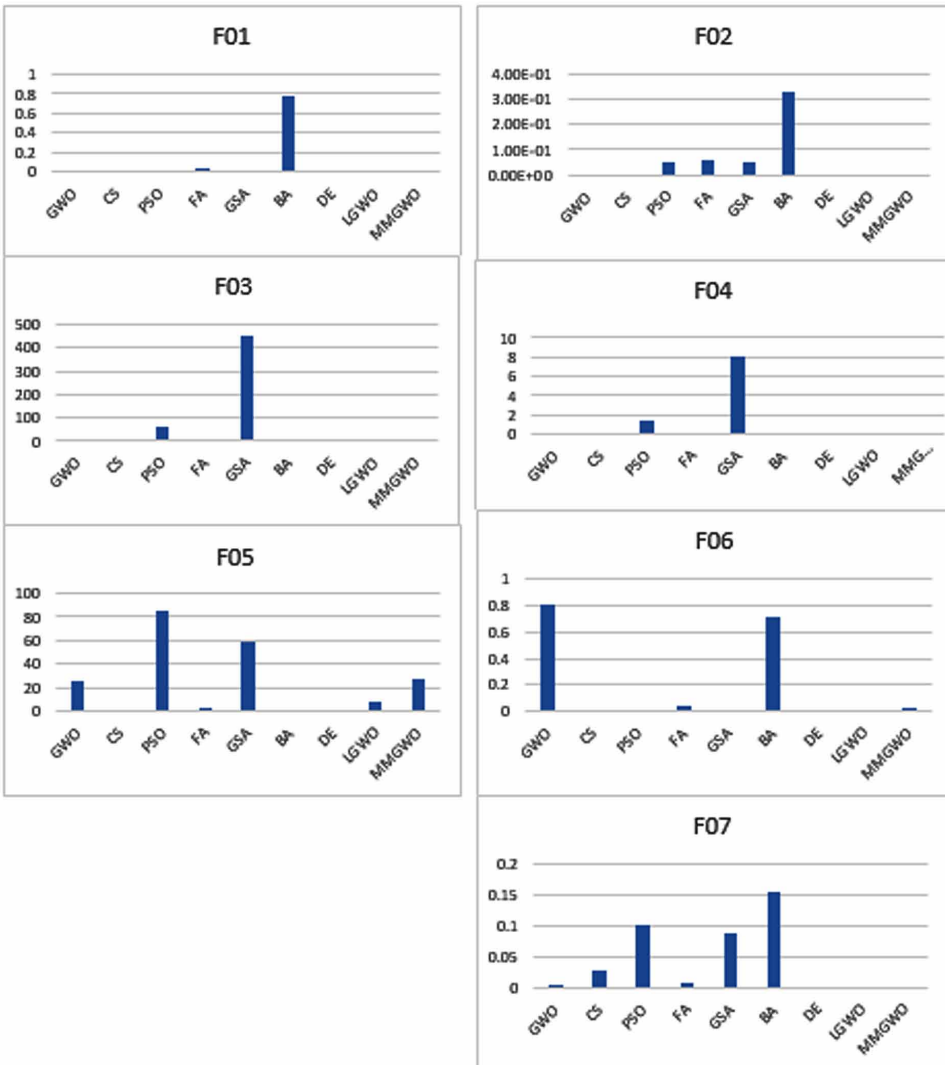 F01
1
0.8
0.6
0.4
0.2
0
GWO CS PSO FA GSA BA DE LGWO MMGWO
F02
4.00E-01
3.00E-01
2.00E-01
1.00E-01
0.00E+00
GWO CS PSO FA GSA BA DE LGWO MMGWO
F03
500
400
300
200
100
0
GWO CS PSO FA GSA BA DE LGWO MMGWO
F04
10
8
6
4
2
0
GWO CS PSO FA GSA BA DE LGWO MMG...
F05
100
80
60
40
20
0
GWO CS PSO FA GSA BA DE LGWO MMGWO
F06
1
0.8
0.6
0.4
0.2
0
GWO CS PSO FA GSA BA DE LGWO MMGWO
F07
0.2
0.15
0.1
0.05
0
GWO CS PSO FA GSA BA DE LGWO MMGWO